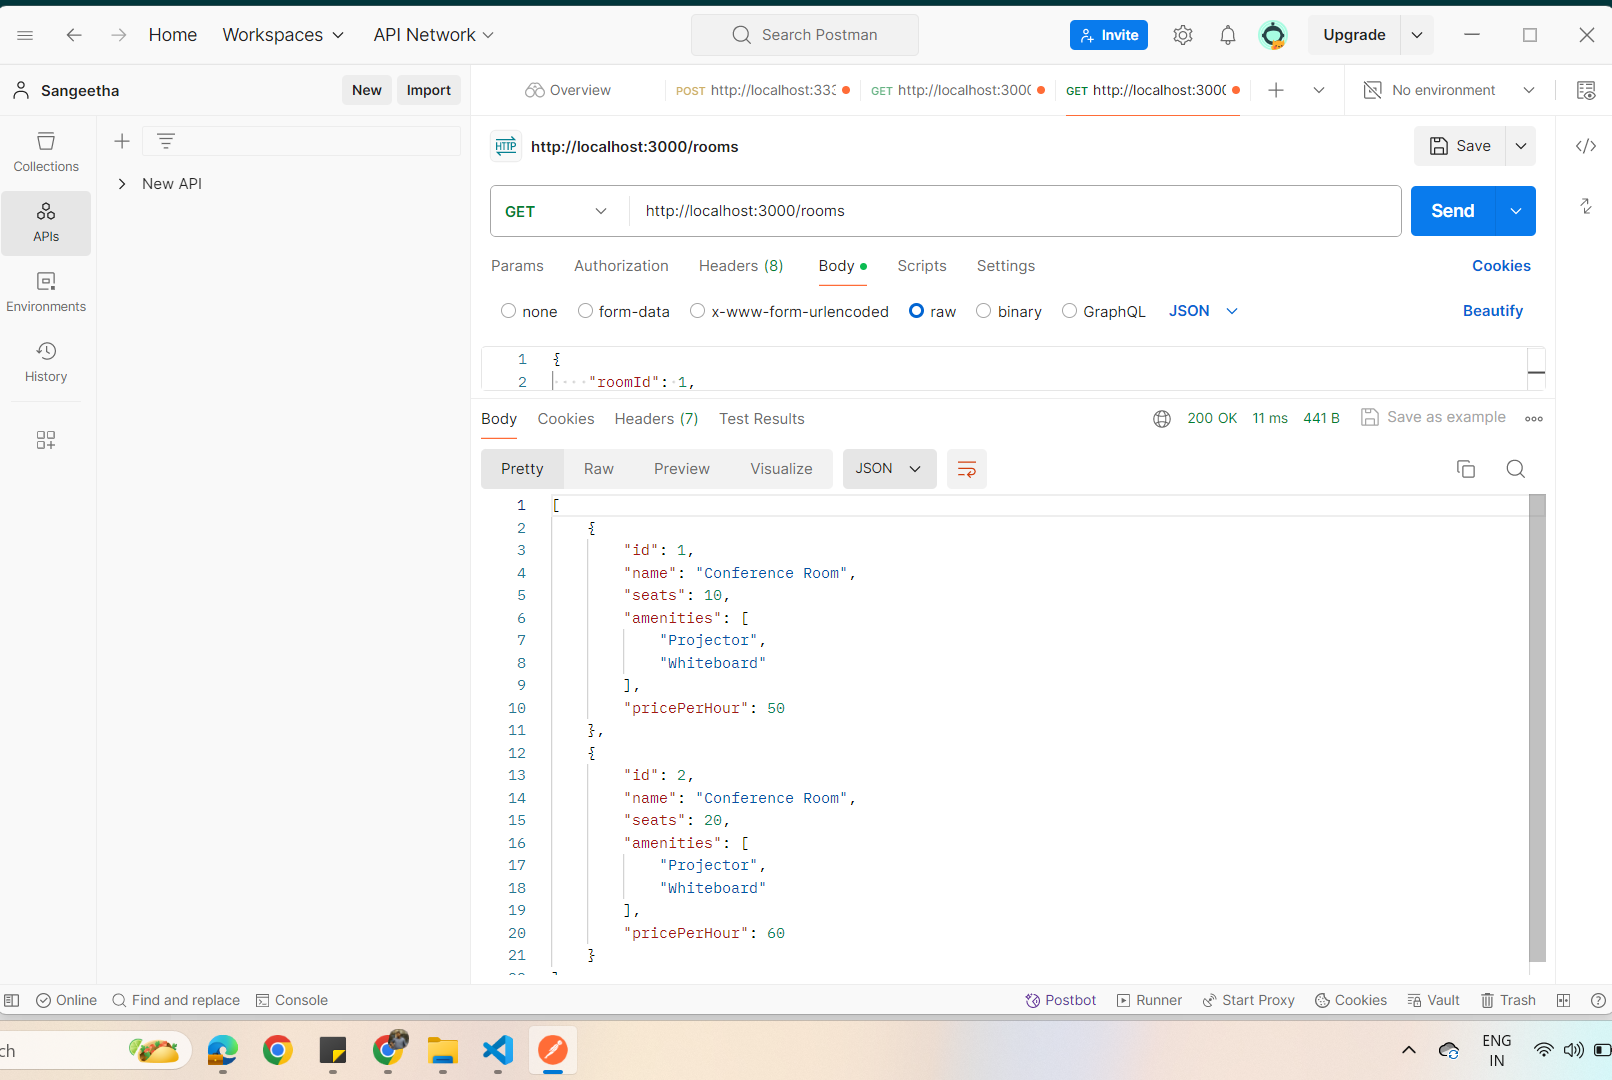 Home
Workspaces
API Network
Search Postman
Invite
Upgrade
Sangeetha
New
Import
Overview
POST http://localhost:333
GET http://localhost:3000
GET http://localhost:3000
No environment
Collections
APIs
Environments
History
New API
HTTP
http://localhost:3000/rooms
Save
GET
http://localhost:3000/rooms
Send
Params
Authorization
Headers (8)
Body
Scripts
Settings
Cookies
none
form-data
x-www-form-urlencoded
raw
binary
GraphQL
JSON
Beautify
1 {
2 "roomId": 1,
Body
Cookies
Headers (7)
Test Results
200 OK
11 ms
441 B
Save as example
Pretty
Raw
Preview
Visualize
JSON
1 [
2 {
3 "id": 1,
4 "name": "Conference Room",
5 "seats": 10,
6 "amenities": [
7 "Projector",
8 "Whiteboard"
9 ],
10 "pricePerHour": 50
11 },
12 {
13 "id": 2,
14 "name": "Conference Room",
15 "seats": 20,
16 "amenities": [
17 "Projector",
18 "Whiteboard"
19 ],
20 "pricePerHour": 60
21 }
Online
Find and replace
Console
Postbot
Runner
Start Proxy
Cookies
Vault
Trash
ch
ENG
IN